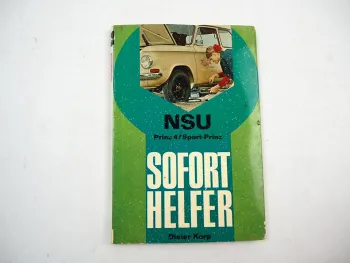 NSU
Prinz 4/Sport-Prinz
SOFORT
HELFER
Dieter Korp